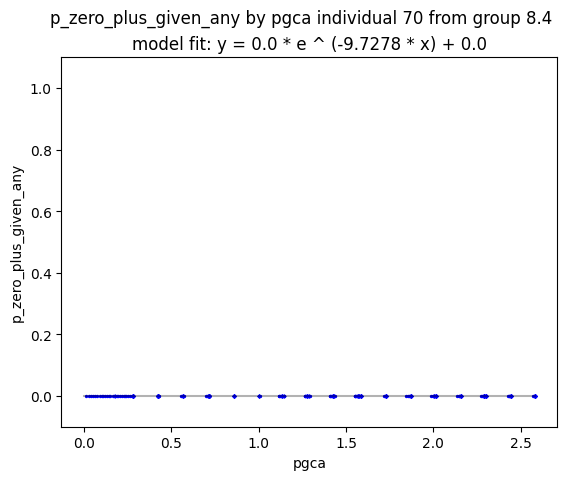 p_zero_plus_given_any by pgca individual 70 from group 8.4
model fit: y = 0.0 * e ^ (-9.7278 * x) + 0.0
1.0
0.8
0.6
0.4
0.2
0.0
p_zero_plus_given_any
0.0 0.5 1.0 1.5 2.0 2.5
pgca